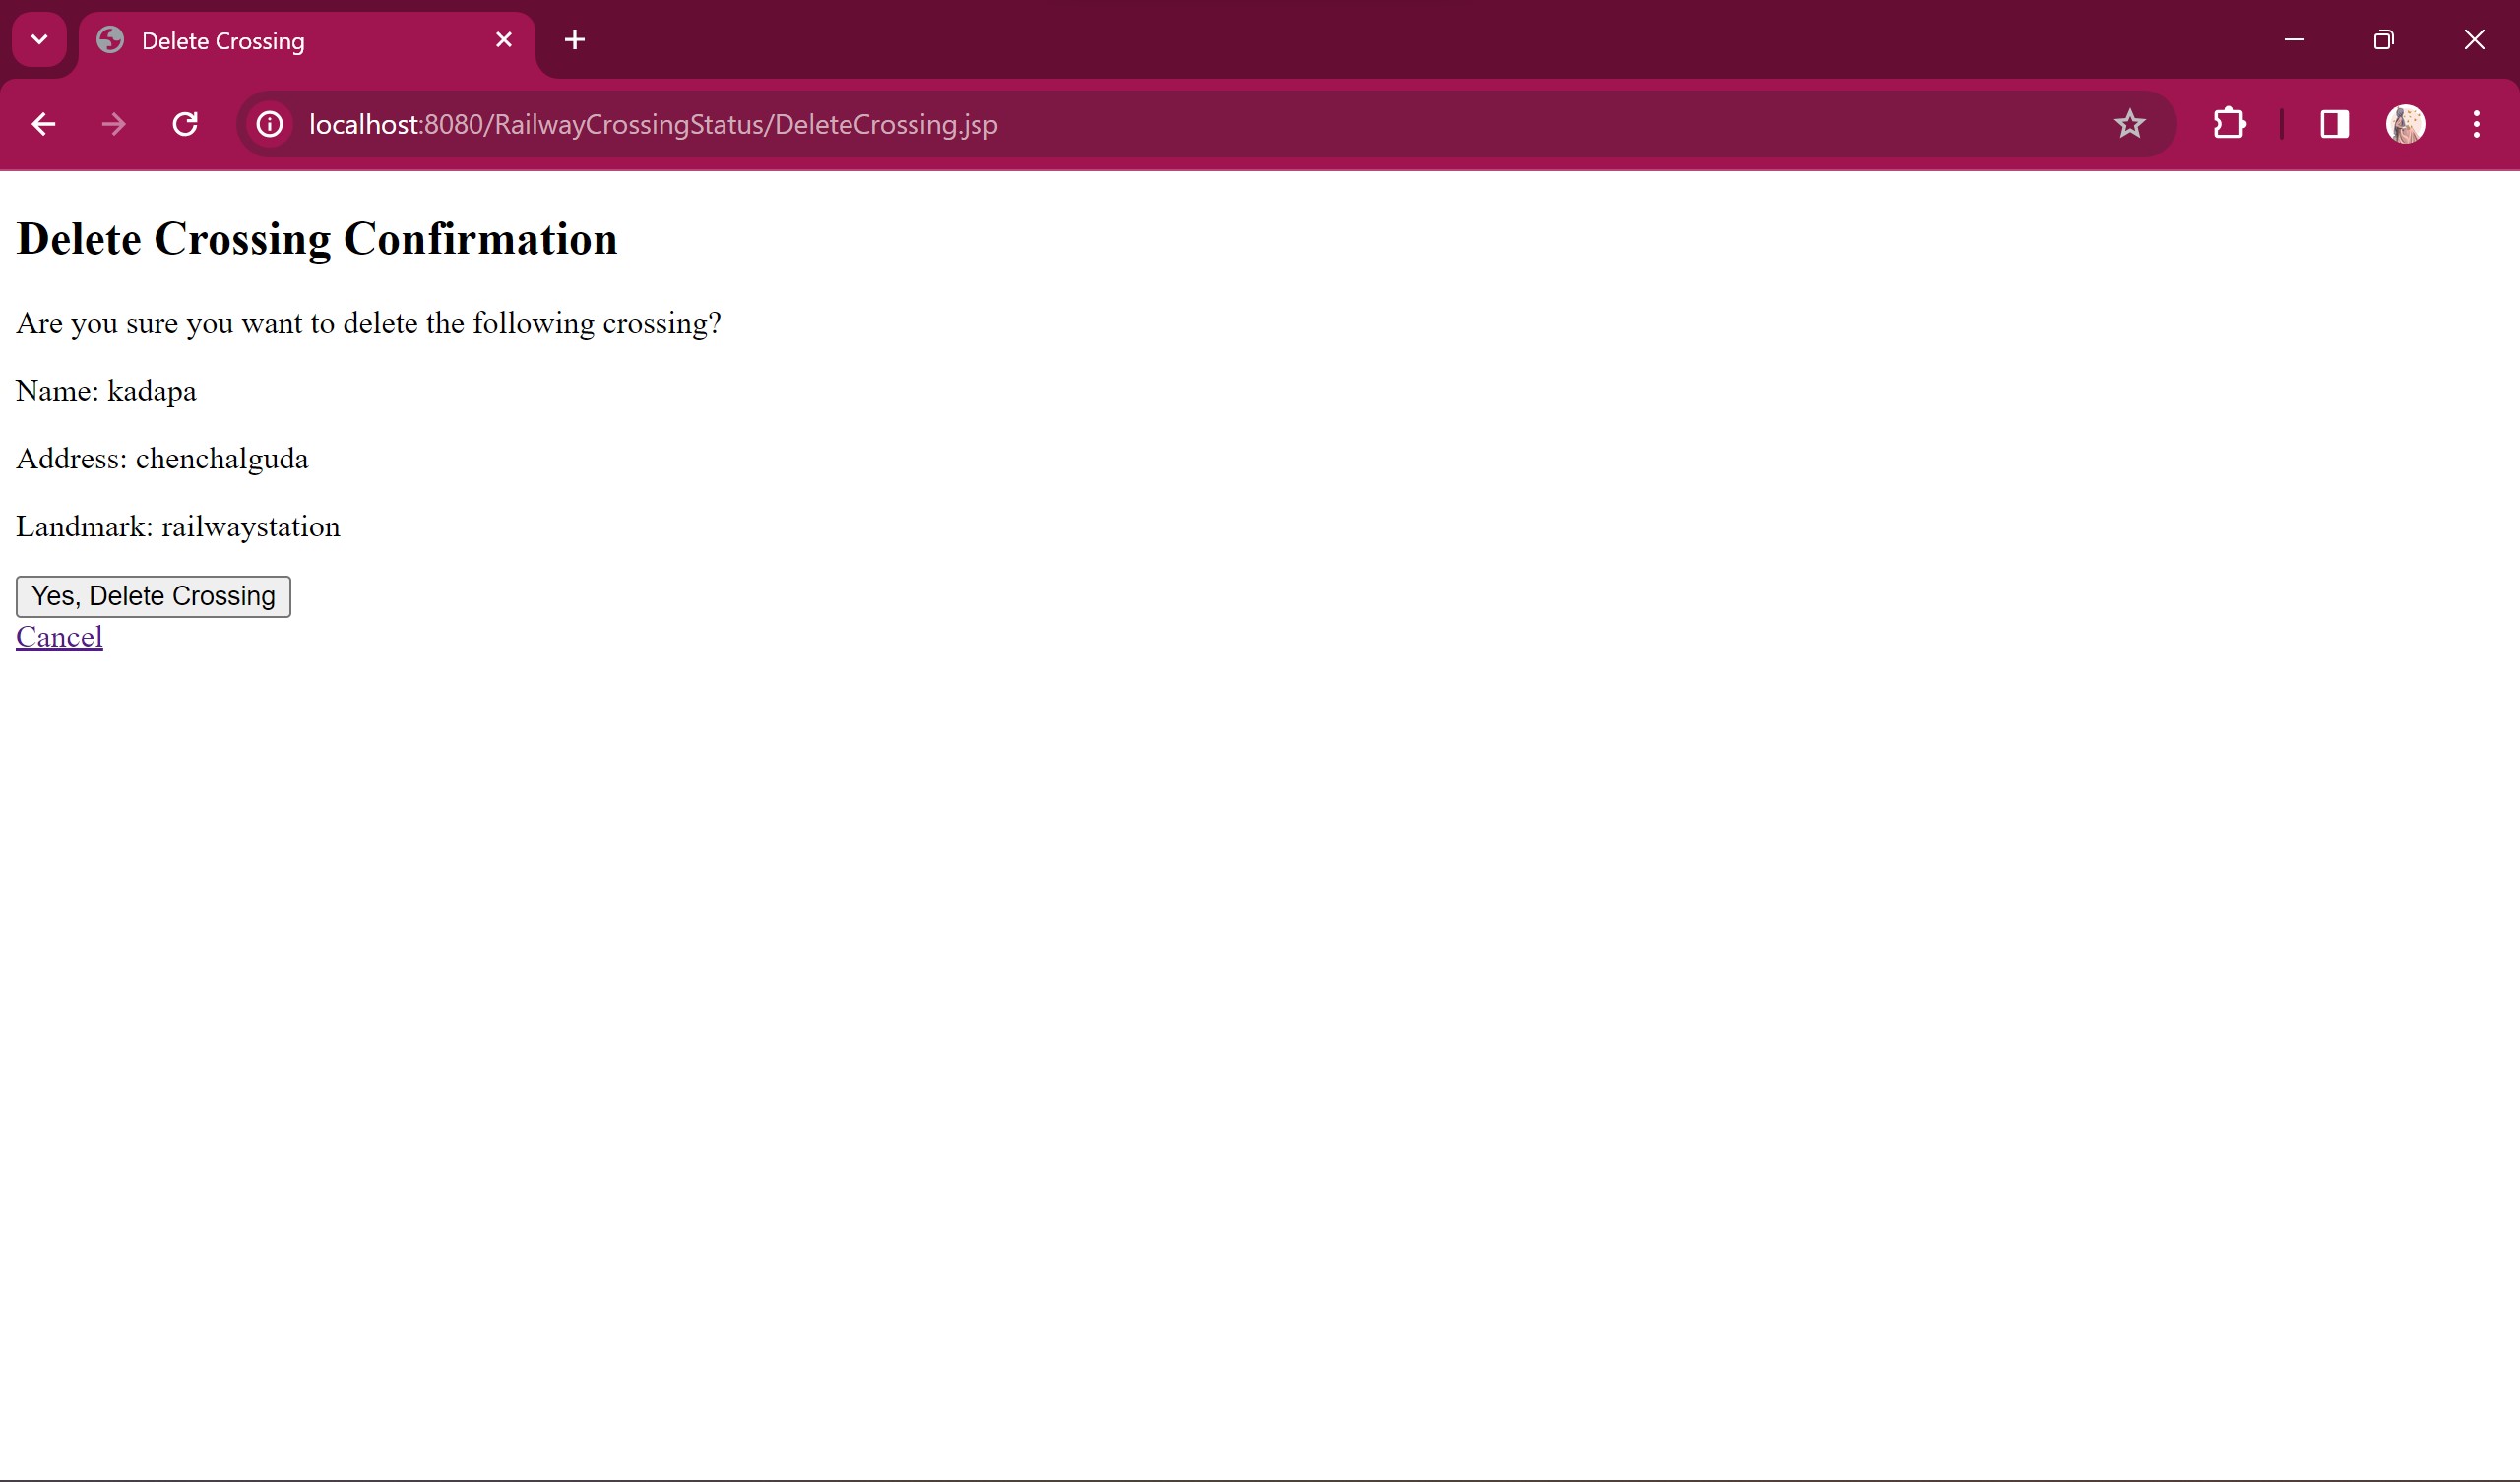 Delete Crossing
localhost:8080/RailwayCrossingStatus/DeleteCrossing.jsp
Delete Crossing Confirmation
Are you sure you want to delete the following crossing?
Name: kadapa
Address: chenchalguda
Landmark: railwaystation
Yes, Delete Crossing
Cancel